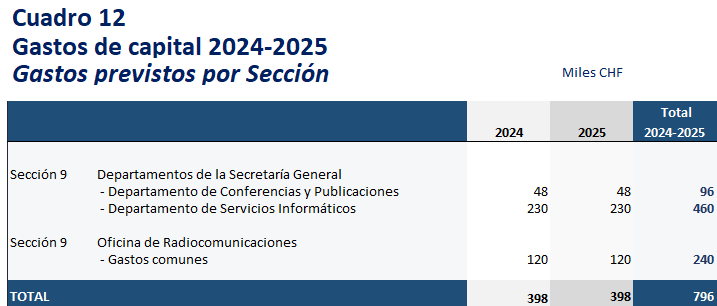 Cuadro 12
Gastos de capital 2024-2025
Gastos previstos por Sección
Miles CHF
Total
2024 2025 2024-2025
Sección 9 Departamentos de la Secretaría General
- Departamento de Conferencias y Publicaciones 48 48 96
- Departamento de Servicios Informáticos 230 230 460
Sección 9 Oficina de Radiocomunicaciones
- Gastos comunes 120 120 240
TOTAL 398 398 796